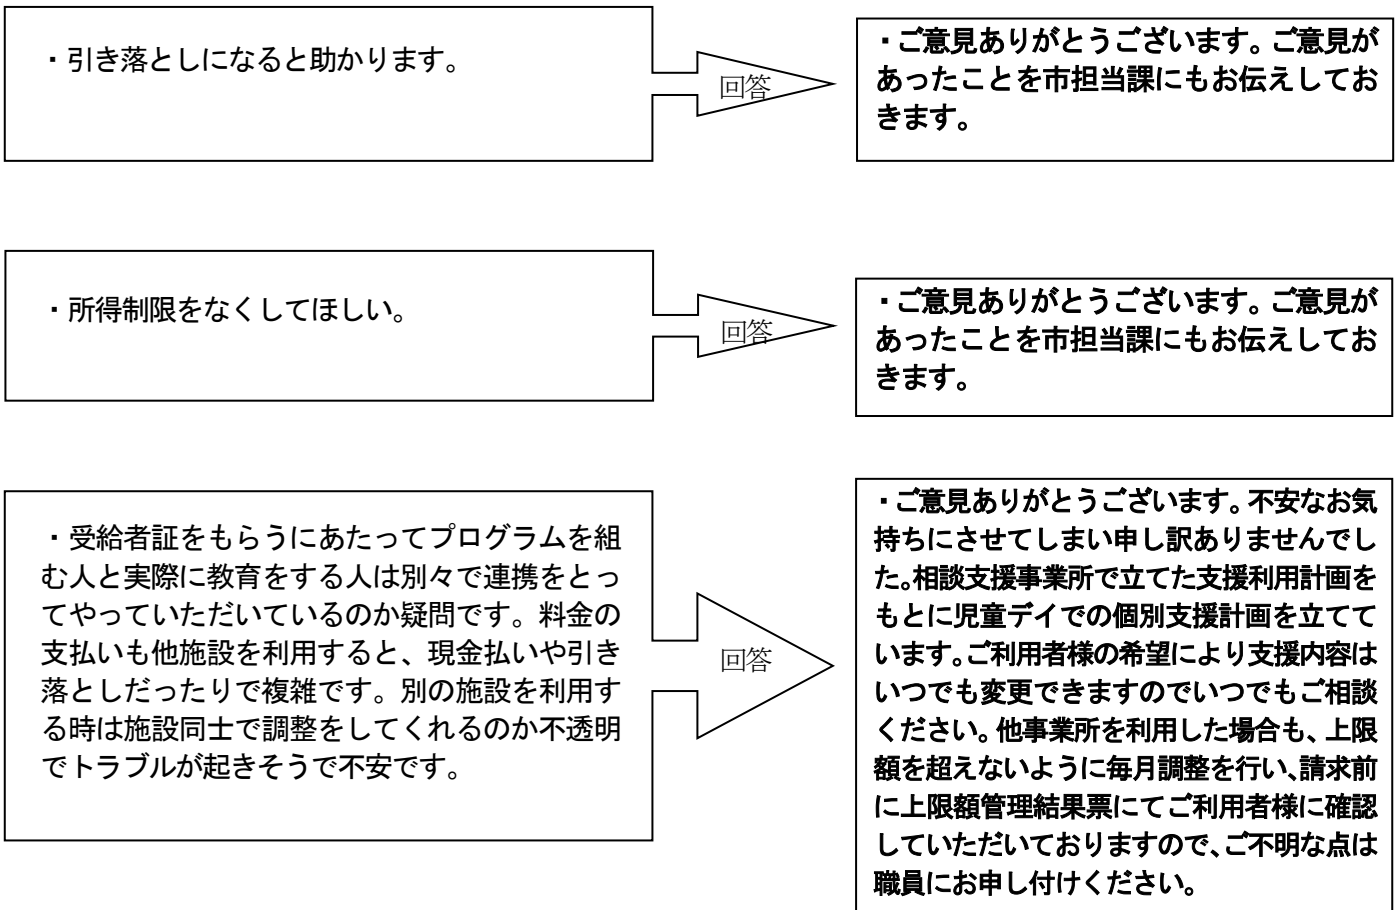 ・引き落としになると助かります。
回答
・ご意見ありがとうございます。ご意見が
あったことを市担当課にもお伝えしてお
きます。
・所得制限をなくしてほしい。
回答
・ご意見ありがとうございます。ご意見が
あったことを市担当課にもお伝えしてお
きます。
・受給者証をもらうにあたってプログラムを組
む人と実際に教育をする人は別々で連携をとっ
てやっていただいているのか疑問です。料金の
支払いも他施設を利用すると、現金払いや引き
落としだったりで複雑です。別の施設を利用す
る時は施設同士で調整をしてくれるのか不透明
でトラブルが起きそうで不安です。
回答
・ご意見ありがとうございます。不安なお気
持ちにさせてしまい申し訳ありませんでし
た。相談支援事業所で立てた支援利用計画を
もとに児童デイでの個別支援計画を立てて
います。ご利用者様の希望により支援内容は
いつでも変更できますのでいつでもご相談
ください。他事業所を利用した場合も、上限
額を超えないように毎月調整を行い、請求前
に上限額管理結果票にてご利用者様に確認
していただいておりますので、ご不明な点は
職員にお申し付けください。